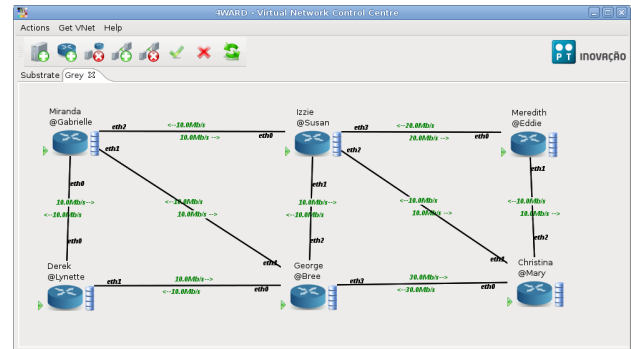 4WARD - Virtual Network Control Centre
Actions Get VNet Help
PT INOVAÇÃO
Substrate Grey
Miranda
@Gabrielle
Izzie
@Susan
Meredith
@Eddie
eth2 <--10.0Mb/s
10.0Mb/s --> eth0
eth3 <--20.0Mb/s
20.0Mb/s --> eth0
eth1
eth2
eth0
eth1
eth1
10.0Mb/s-->
<--10.0Mb/s
<--10.0Mb/s
10.0Mb/s -->
10.0Mb/s-->
<--10.0Mb/s
<--10.0Mb/s
10.0Mb/s -->
<--10.0Mb/s
10.0Mb/s -->
eth0
eth2
eth2
eth1
eth1
Derek
@Lynette
George
@Bree
Christina
@Mary
eth1 10.0Mb/s-->
<--10.0Mb/s eth0
eth3 30.0Mb/s-->
<--30.0Mb/s eth0